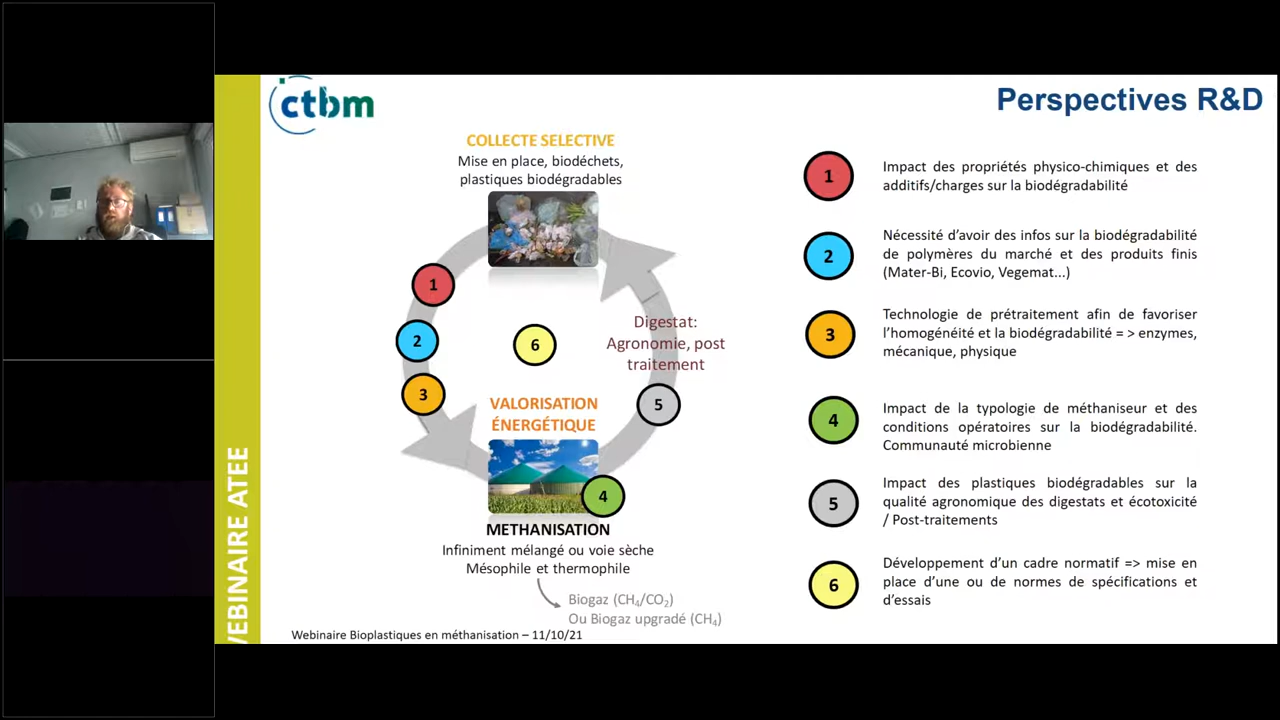 ctbm
Perspectives R&D
COLLECTE SELECTIVE
Mise en place, biodéchets,
plastiques biodégradables
1
2
3
6
Digestat:
Agronomie, post
traitement
5
VALORISATION
ÉNERGÉTIQUE
4
METHANISATION
Infiniment mélangé ou voie sèche
Mésophile et thermophile
Biogaz (CH₄/CO₂)
Ou Biogaz upgradé (CH₄)
Webinaire Bioplastiques en méthanisation – 11/10/21
WEBINAIRE ATEE
1
Impact des propriétés physico-chimiques et des
additifs/charges sur la biodégradabilité
2
Nécessité d’avoir des infos sur la biodégradabilité
de polymères du marché et des produits finis
(Mater-Bi, Ecovio, Vegemat...)
3
Technologie de prétraitement afin de favoriser
l’homogénéité et la biodégradabilité = > enzymes,
mécanique, physique
4
Impact de la typologie de méthaniseur et des
conditions opératoires sur la biodégradabilité.
Communauté microbienne
5
Impact des plastiques biodégradables sur la
qualité agronomique des digestats et écotoxicité
/ Post-traitements
6
Développement d’un cadre normatif => mise en
place d’une ou de normes de spécifications et
d’essais